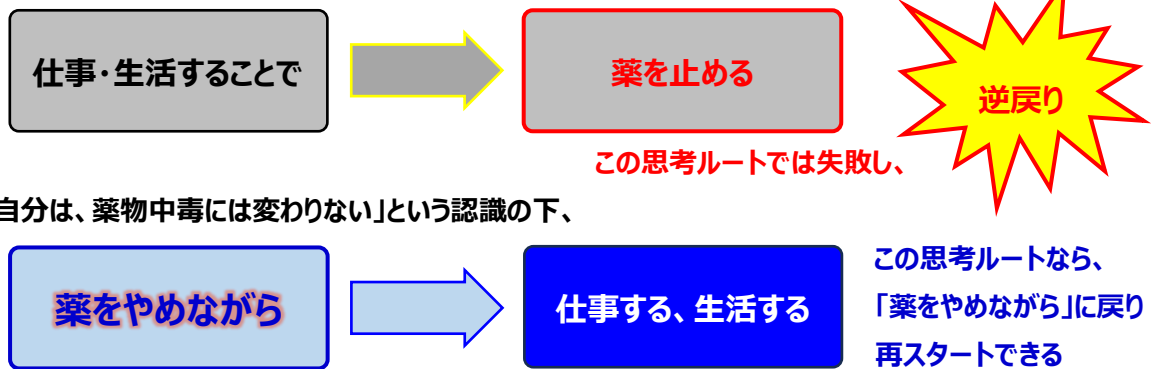 仕事・生活することで
薬を止める
逆戻り
この思考ルートでは失敗し、
自分は、薬物中毒には変わりない」という認識の下、
薬をやめながら
仕事する、生活する
この思考ルートなら、
「薬をやめながら」に戻り
再スタートできる